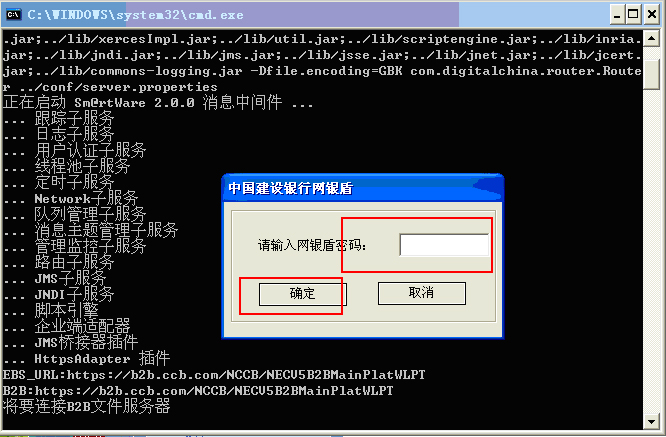 C:\WINDOWS\system32\cmd.exe
.jar;../lib/xercesImpl.jar;../lib/util.jar;../lib/scriptengine.jar;../lib/inria.
jar;../lib/jndi.jar;../lib/jms.jar;../lib/jsse.jar;../lib/jnet.jar;../lib/jcert.
jar;../lib/commons-logging.jar -Dfile.encoding=GBK com.digitalchina.router.Route
r ../conf/server.properties
正在启动 Sm@rtWare 2.0.0 消息中间件 ...
... 跟踪子服务
... 日志子服务
... 用户认证子服务
... 线程池子服务
... 定时子服务
... Network子服务
... 队列管理子服务
... 消息主题管理子服务
... 管理监控子服务
... 路由子服务
... JMS子服务
... JNDI子服务
... 脚本引擎
... 企业端适配器
... JMS桥接器插件
... HttpsAdapter 插件
EBS_URL:https://b2b.ccb.com/NCCB/NECV5B2BMainPlatWLPT
B2B:https://b2b.ccb.com/NCCB/NECV5B2BMainPlatWLPT
将要连接B2B文件服务器
中国建设银行网银盾
请输入网银盾密码:
确定
取消